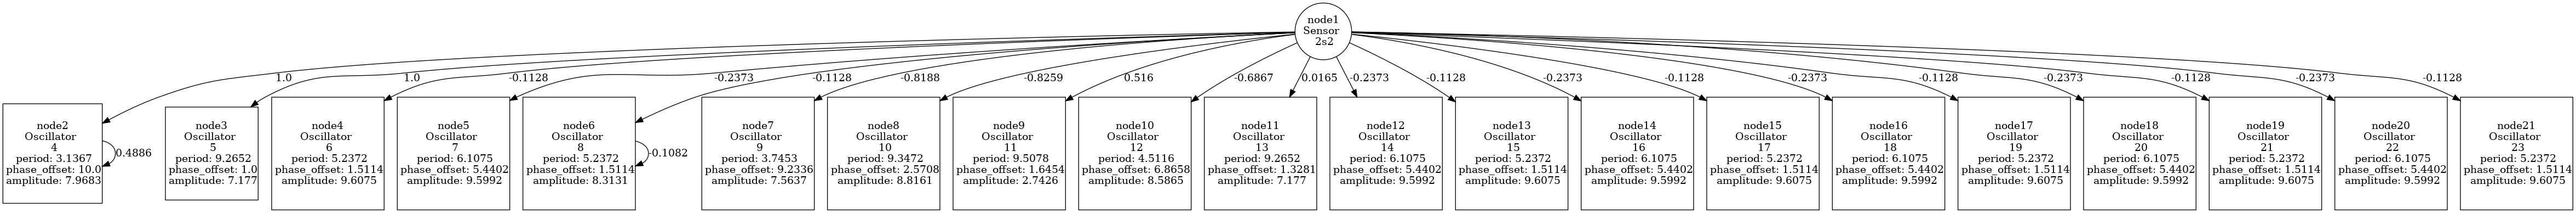 node1
Sensor
2s2
1.0
1.0
-0.1128
-0.2373
-0.1128
-0.8188
-0.8259
0.516
-0.6867
0.0165
-0.2373
-0.1128
-0.2373
-0.1128
-0.2373
-0.1128
-0.2373
-0.1128
-0.2373
-0.1128
node2
Oscillator
4
period: 3.1367
phase_offset: 10.0
amplitude: 7.9683
0.4886
node3
Oscillator
5
period: 9.2652
phase_offset: 1.0
amplitude: 7.177
node4
Oscillator
6
period: 5.2372
phase_offset: 1.5114
amplitude: 9.6075
node5
Oscillator
7
period: 6.1075
phase_offset: 5.4402
amplitude: 9.5992
node6
Oscillator
8
period: 5.2372
phase_offset: 1.5114
amplitude: 8.3131
-0.1082
node7
Oscillator
9
period: 3.7453
phase_offset: 9.2336
amplitude: 7.5637
node8
Oscillator
10
period: 9.3472
phase_offset: 2.5708
amplitude: 8.8161
node9
Oscillator
11
period: 9.5078
phase_offset: 1.6454
amplitude: 2.7426
node10
Oscillator
12
period: 4.5116
phase_offset: 6.8658
amplitude: 8.5865
node11
Oscillator
13
period: 9.2652
phase_offset: 1.3281
amplitude: 7.177
node12
Oscillator
14
period: 6.1075
phase_offset: 5.4402
amplitude: 9.5992
node13
Oscillator
15
period: 5.2372
phase_offset: 1.5114
amplitude: 9.6075
node14
Oscillator
16
period: 6.1075
phase_offset: 5.4402
amplitude: 9.5992
node15
Oscillator
17
period: 5.2372
phase_offset: 1.5114
amplitude: 9.6075
node16
Oscillator
18
period: 6.1075
phase_offset: 5.4402
amplitude: 9.5992
node17
Oscillator
19
period: 5.2372
phase_offset: 1.5114
amplitude: 9.6075
node18
Oscillator
20
period: 6.1075
phase_offset: 5.4402
amplitude: 9.5992
node19
Oscillator
21
period: 5.2372
phase_offset: 1.5114
amplitude: 9.6075
node20
Oscillator
22
period: 6.1075
phase_offset: 5.4402
amplitude: 9.5992
node21
Oscillator
23
period: 5.2372
phase_offset: 1.5114
amplitude: 9.6075